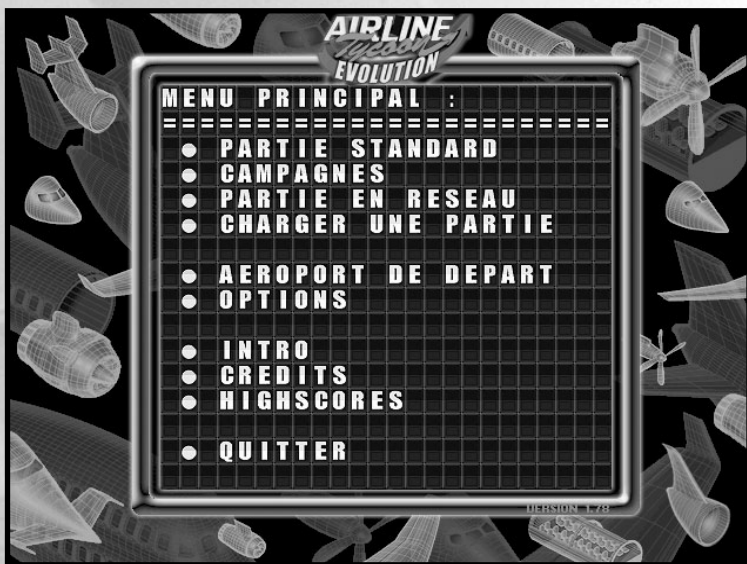 AIRLINE
Tycoon
EVOLUTION
MENU PRINCIPAL :
========================
PARTIE STANDARD
CAMPAGNES
PARTIE EN RESEAU
CHARGER UNE PARTIE
AEROPORT DE DEPART
OPTIONS
INTRO
CREDITS
HIGHSCORES
QUITTER
VERSION 1.78